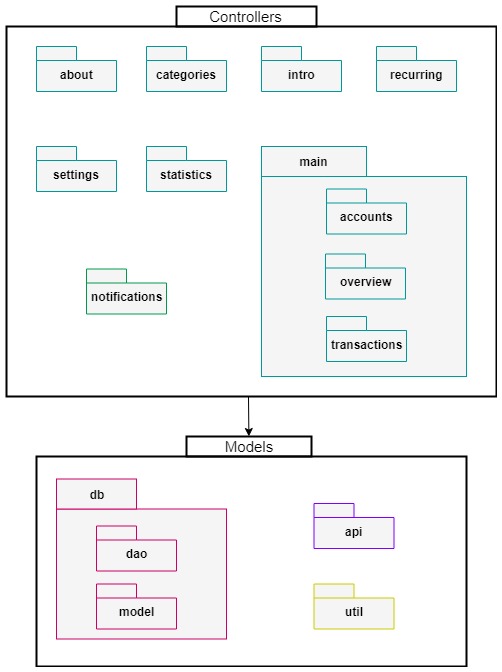 Controllers
about
categories
intro
recurring
settings
statistics
main
accounts
overview
transactions
notifications
Models
db
dao
model
api
util